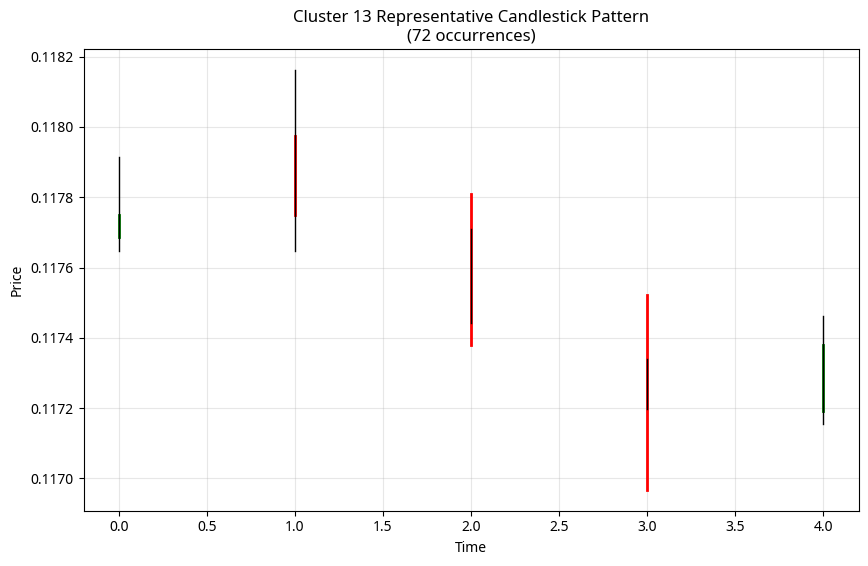 Cluster 13 Representative Candlestick Pattern
(72 occurrences)
Price
0.1182
0.1180
0.1178
0.1176
0.1174
0.1172
0.1170
0.0 0.5 1.0 1.5 2.0 2.5 3.0 3.5 4.0
Time